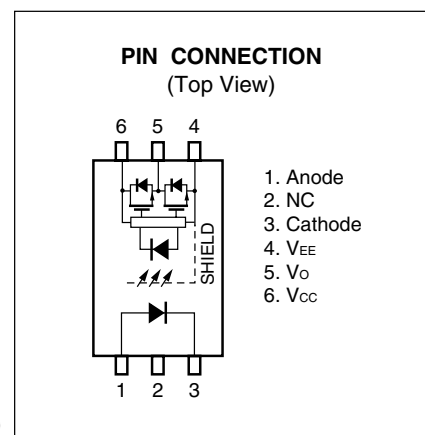 PIN CONNECTION
(Top View)
6 5 4
SHIELD
1 2 3
1. Anode
2. NC
3. Cathode
4. VEE
5. VO
6. VCC